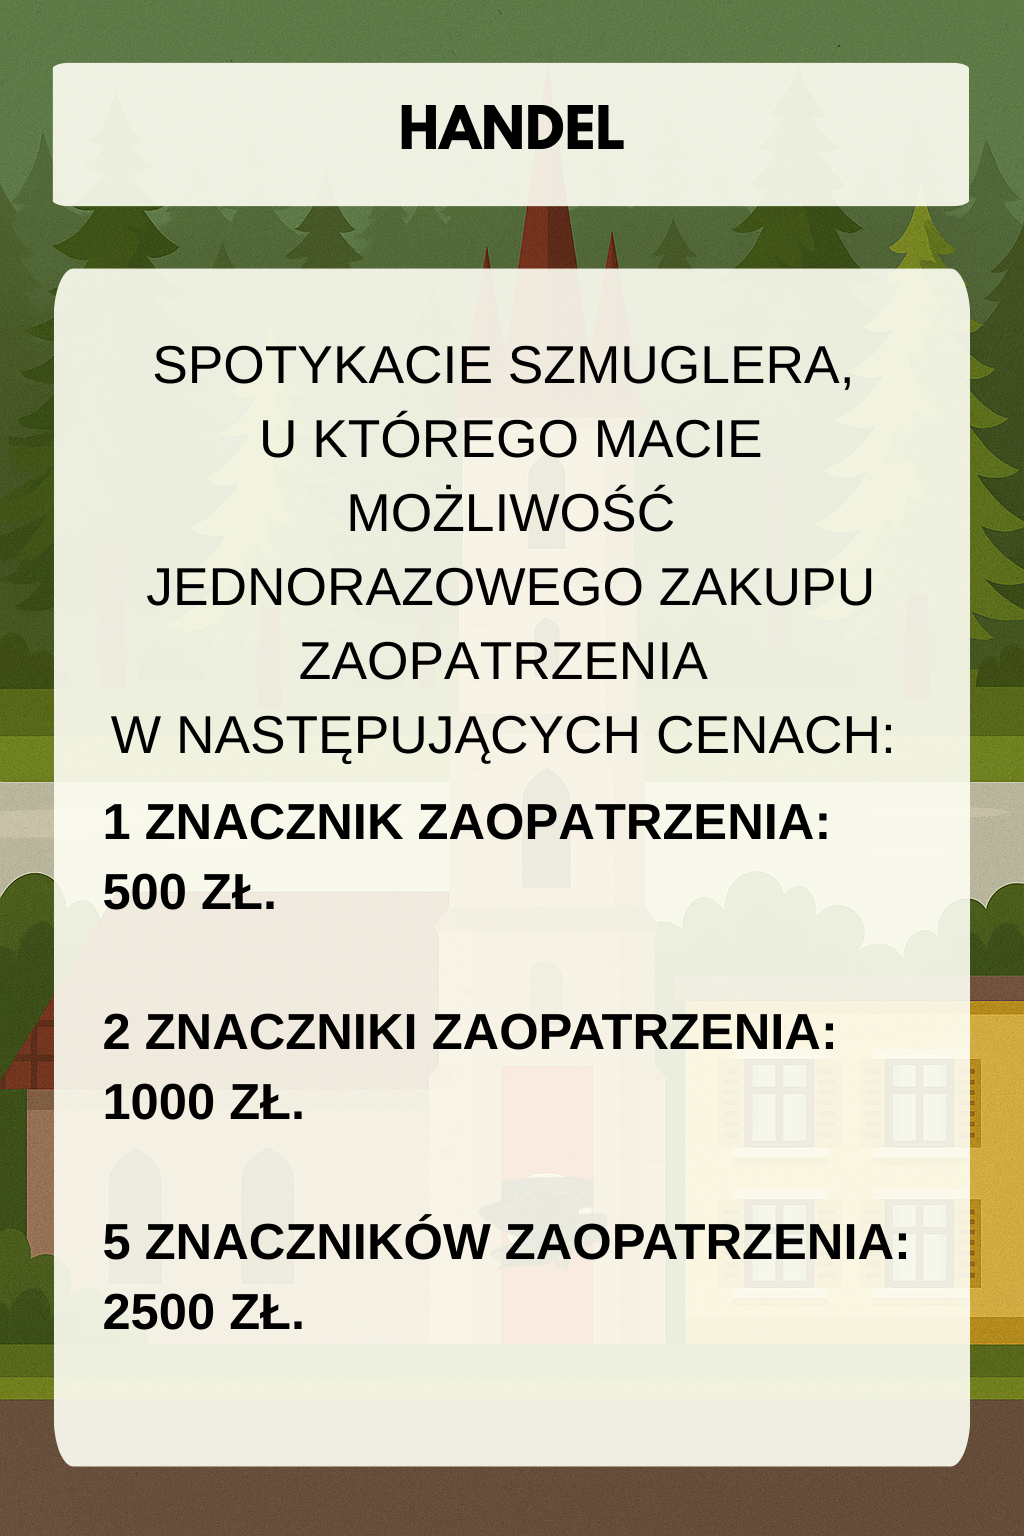 HANDEL
SPOTYKACIE SZMUGLERA,
U KTÓREGO MACIE
MOŻLIWOŚĆ
JEDNORAZOWEGO ZAKUPU
ZAOPATRZENIA
W NASTĘPUJĄCYCH CENACH:
1 ZNACZNIK ZAOPATRZENIA:
500 ZŁ.
2 ZNACZNIKI ZAOPATRZENIA:
1000 ZŁ.
5 ZNACZNIKÓW ZAOPATRZENIA:
2500 ZŁ.